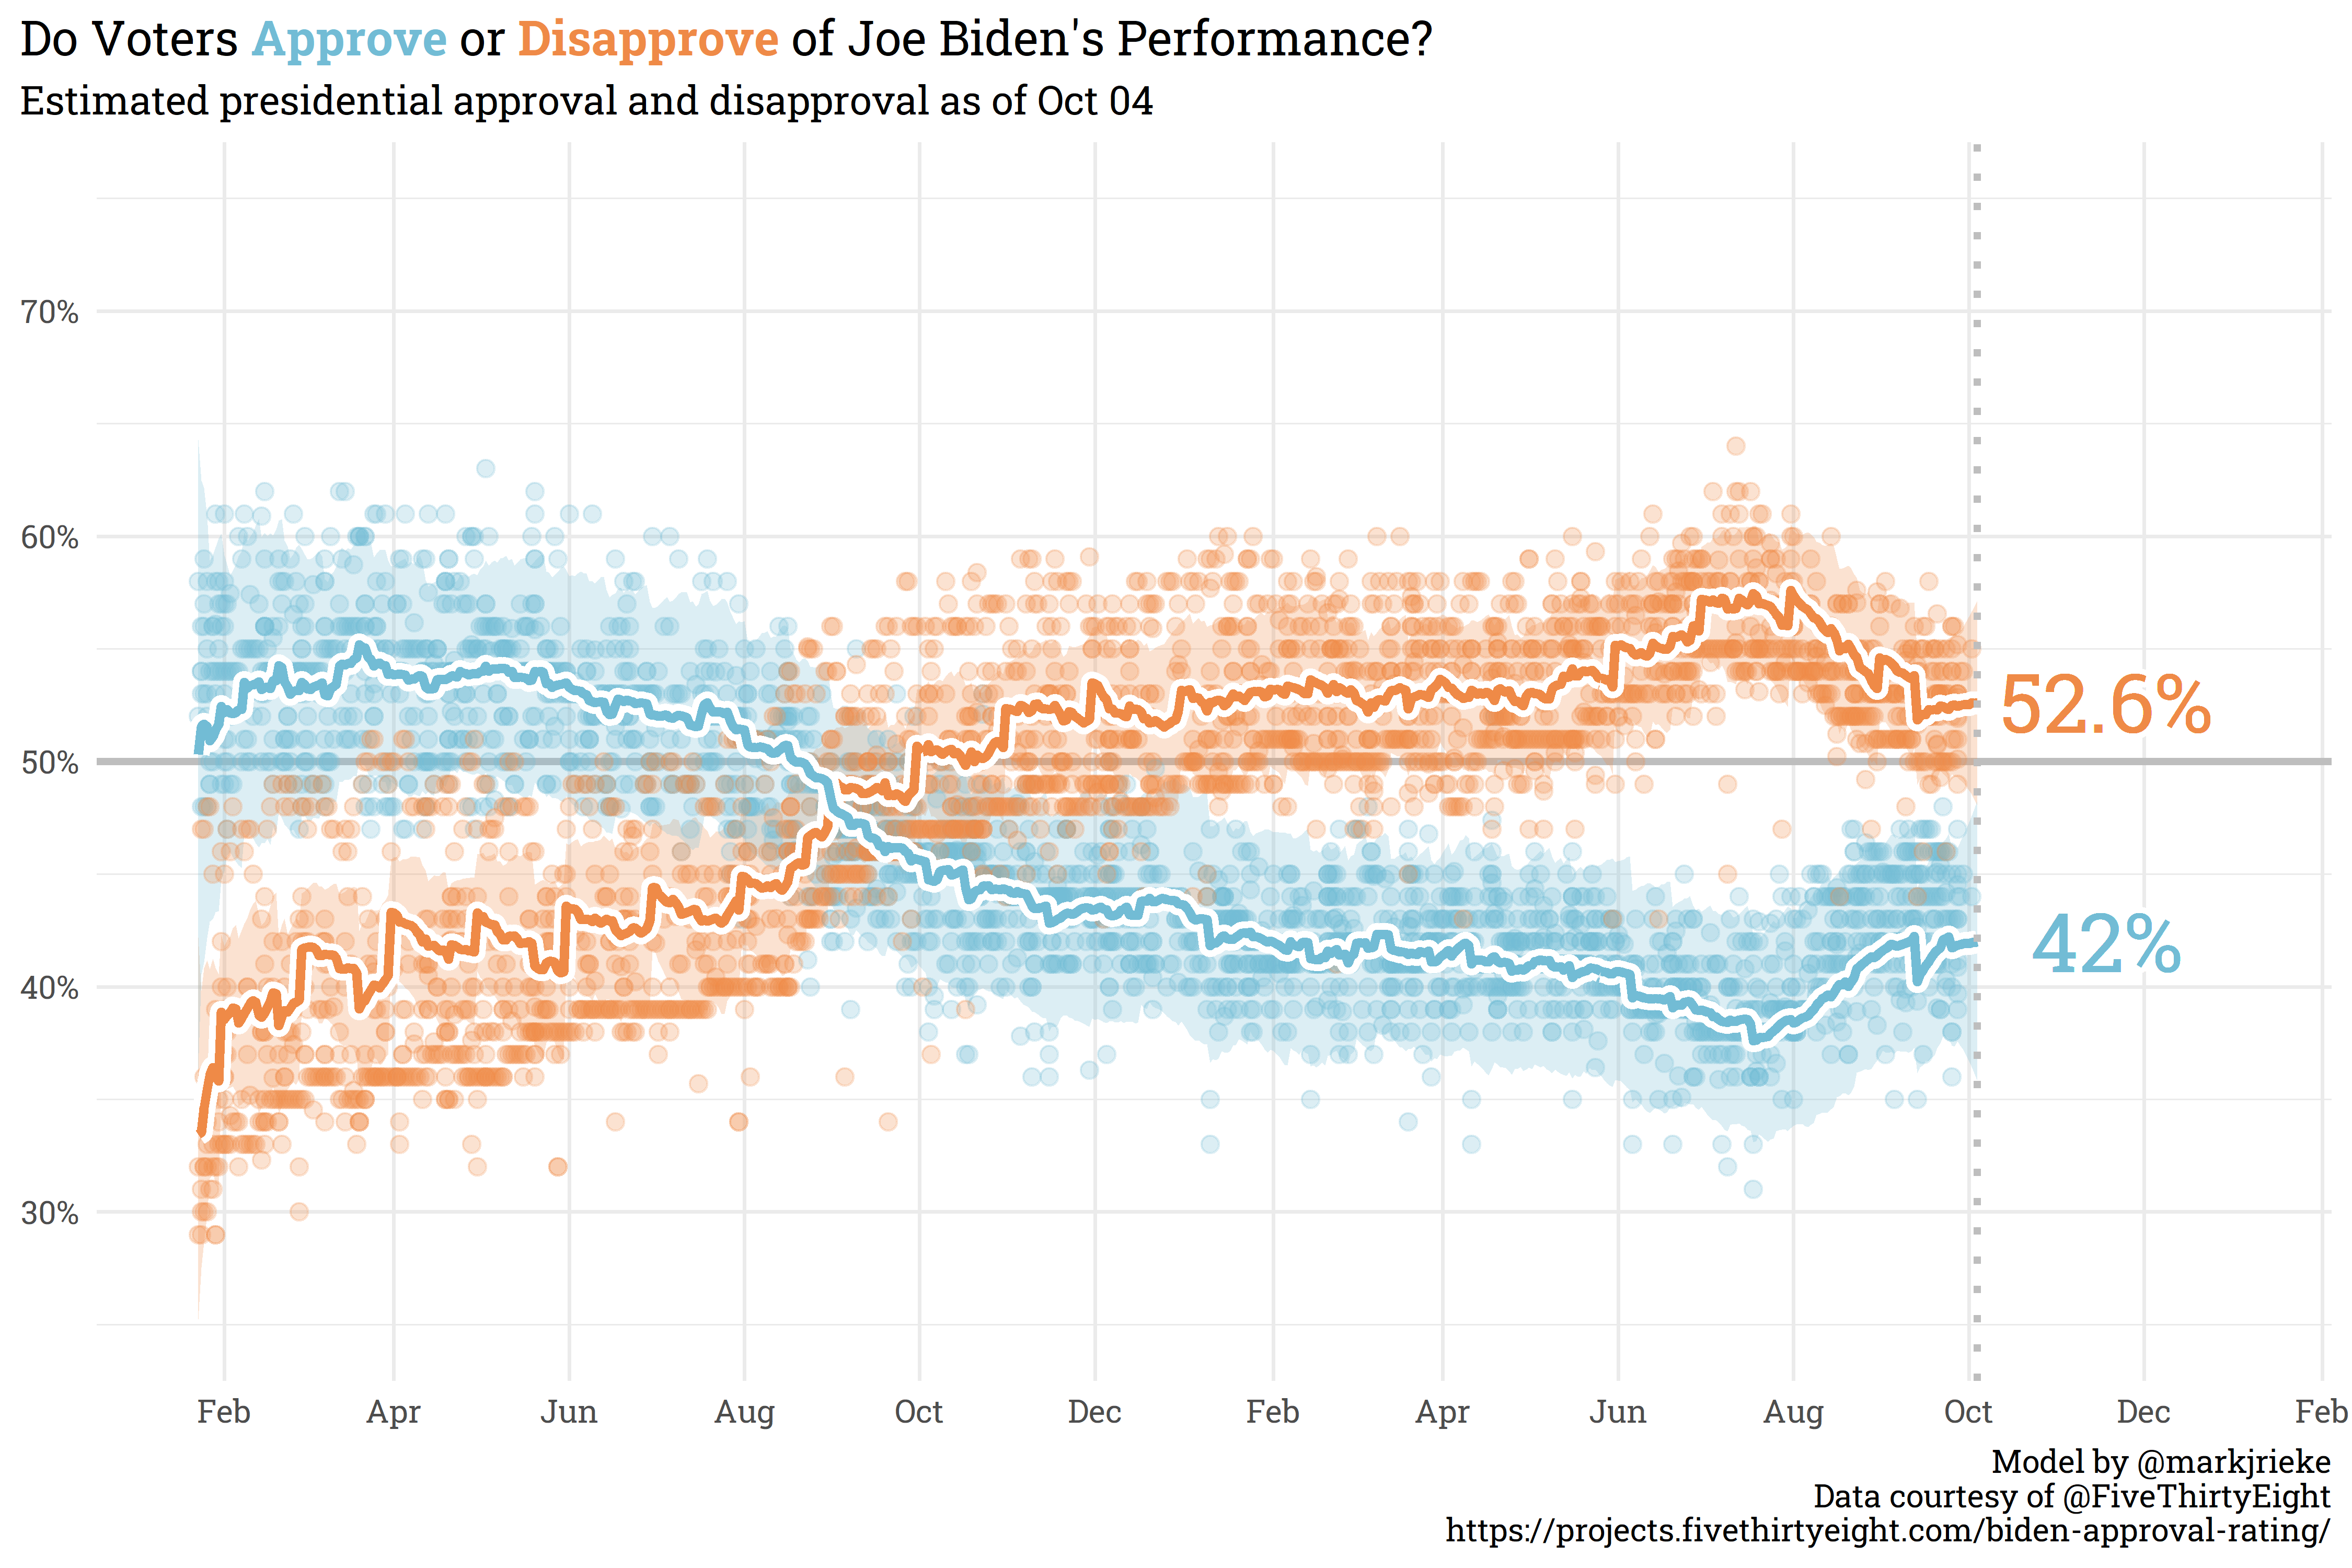 Do Voters Approve or Disapprove of Joe Biden's Performance?
Estimated presidential approval and disapproval as of Oct 04
70%
60%
50%
40%
30%
52.6%
42%
Feb Apr Jun Aug Oct Dec Feb Apr Jun Aug Oct Dec Feb
Model by @markjrieke
Data courtesy of @FiveThirtyEight
https://projects.fivethirtyeight.com/biden-approval-rating/